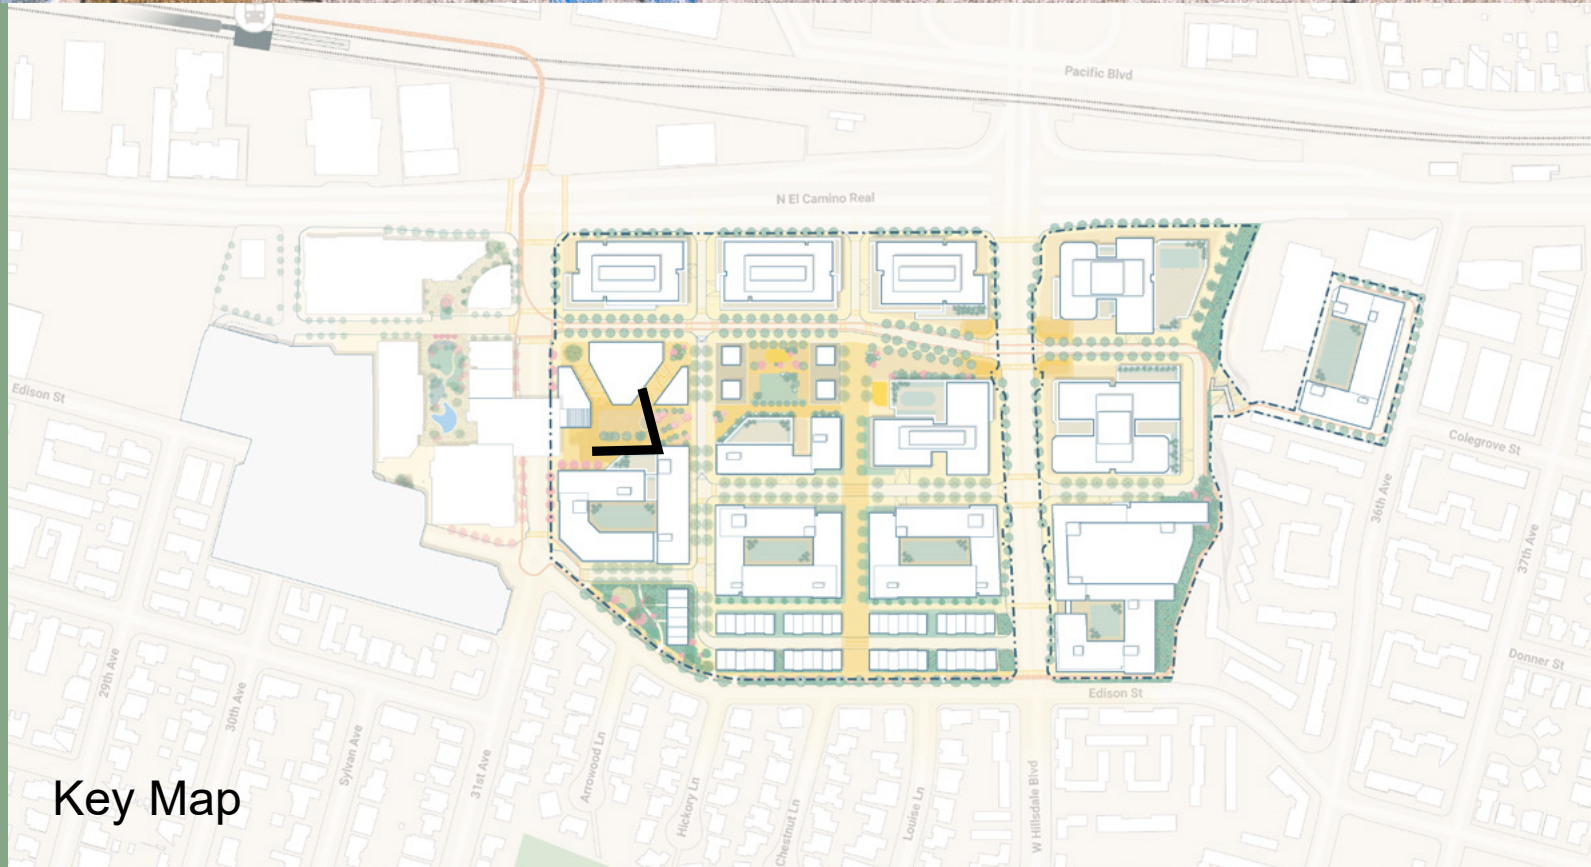 Pacific Blvd
N El Camino Real
Edison St
Colegrove St
36th Ave
37th Ave
Donner St
Edison St
29th Ave
30th Ave
Sylvan Ave
31st Ave
Arrowood Ln
Hickory Ln
Chestnut Ln
Louise Ln
W Hillsdale Blvd
Key Map